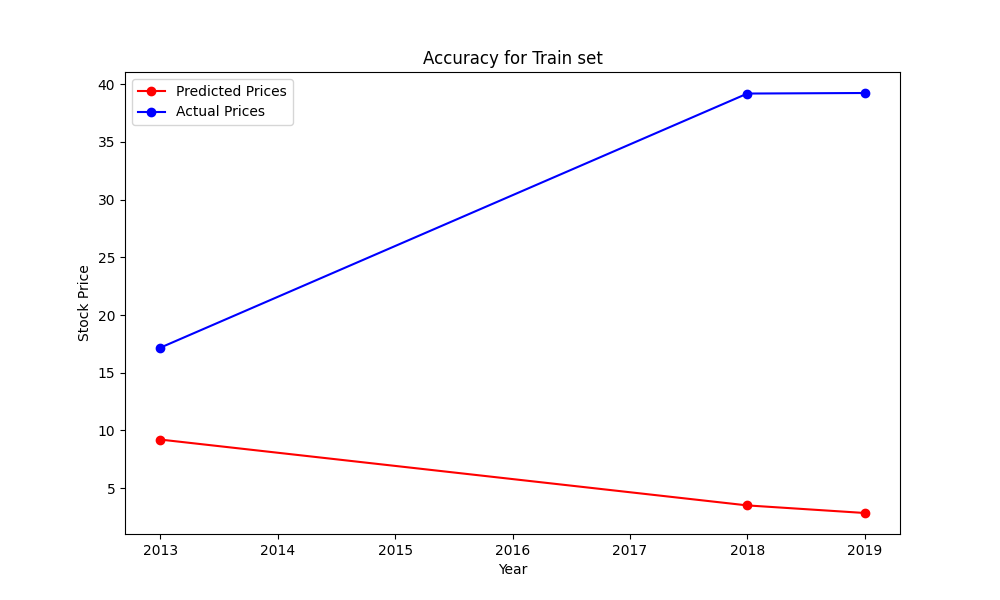 Accuracy for Train set
Predicted Prices
Actual Prices
Stock Price
40
35
30
25
20
15
10
5
2013 2014 2015 2016 2017 2018 2019
Year